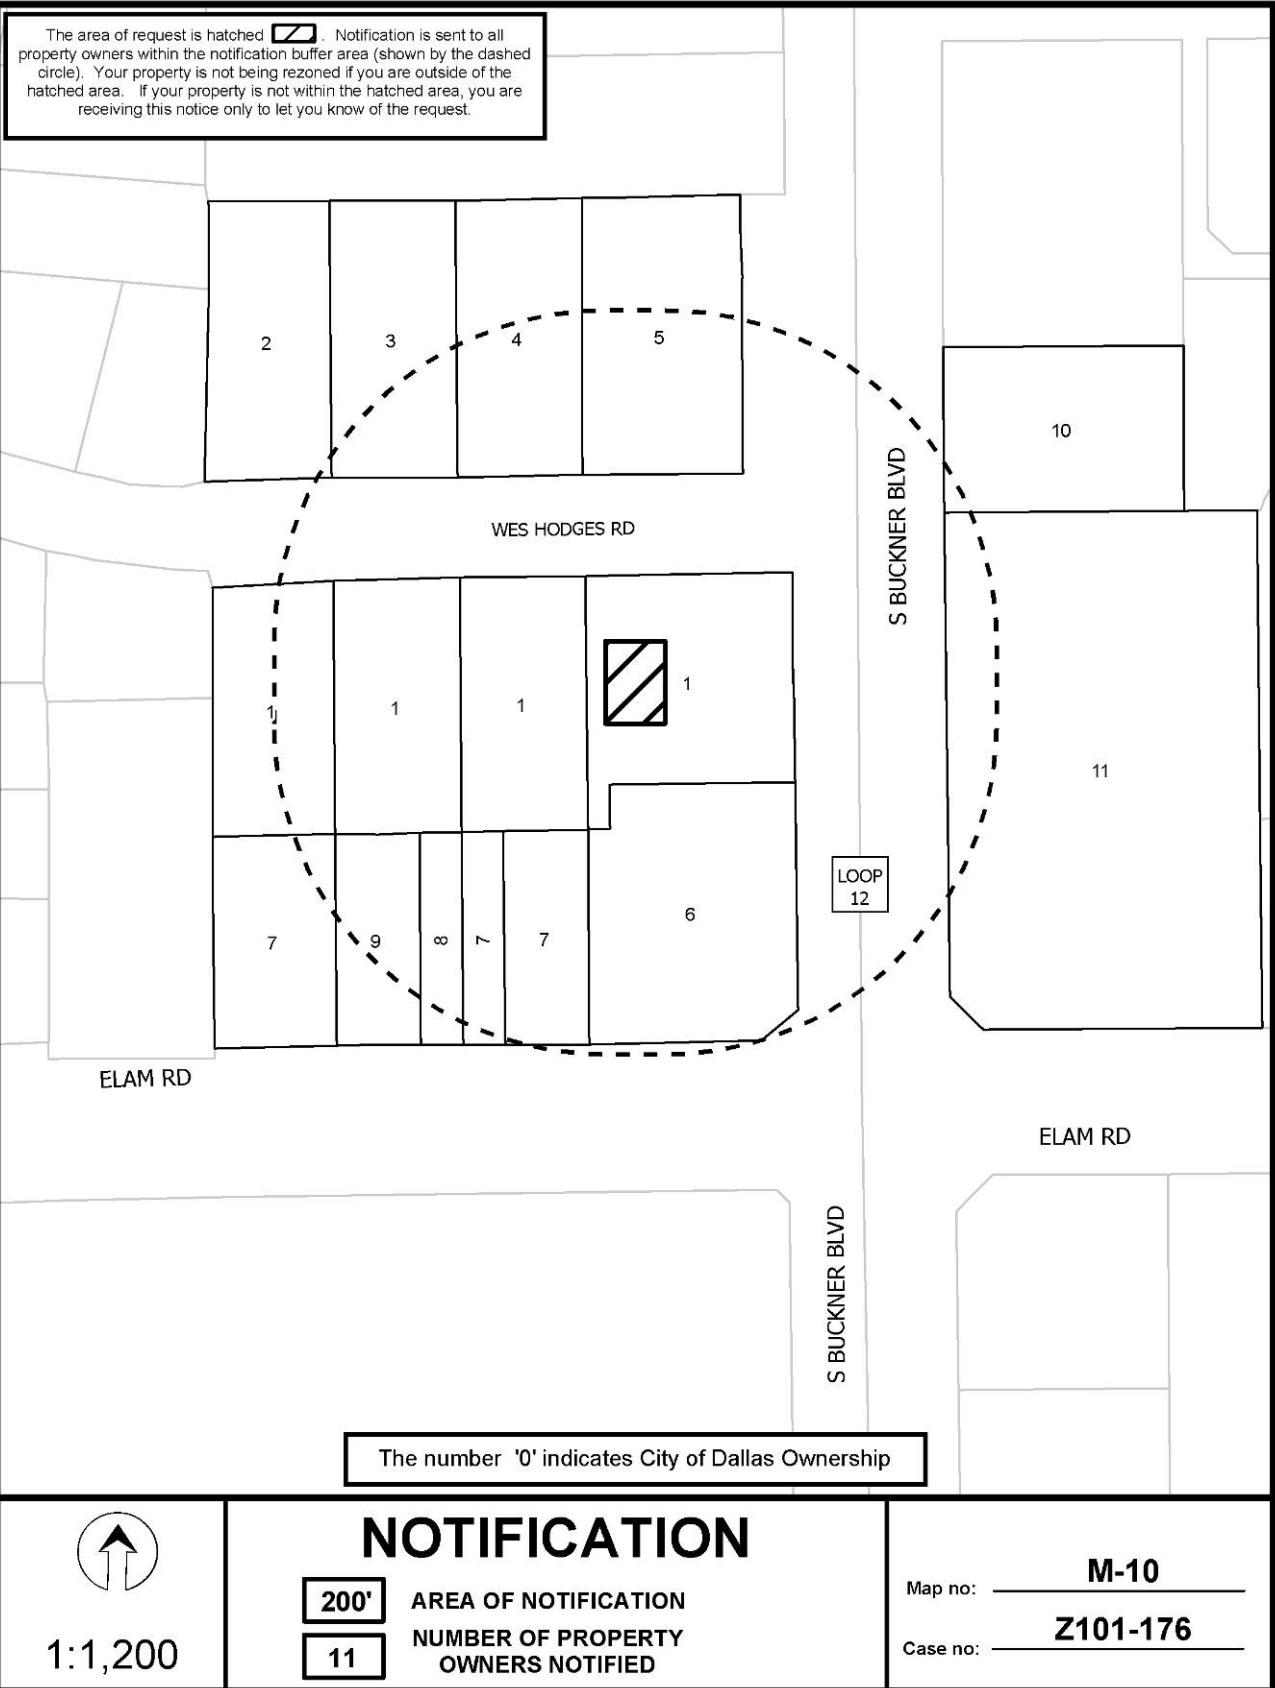 The area of request is hatched . Notification is sent to all
property owners within the notification buffer area (shown by the dashed
circle). Your property is not being rezoned if you are outside of the
hatched area. If your property is not within the hatched area, you are
receiving this notice only to let you know of the request.
2
3
4
5
10
WES HODGES RD
S BUCKNER BLVD
1
1
1
1
11
LOOP
12
7
9
8
7
7
6
ELAM RD
ELAM RD
S BUCKNER BLVD
The number '0' indicates City of Dallas Ownership
1:1,200
NOTIFICATION
200' AREA OF NOTIFICATION
11 NUMBER OF PROPERTY
OWNERS NOTIFIED
Map no: M-10
Case no: Z101-176